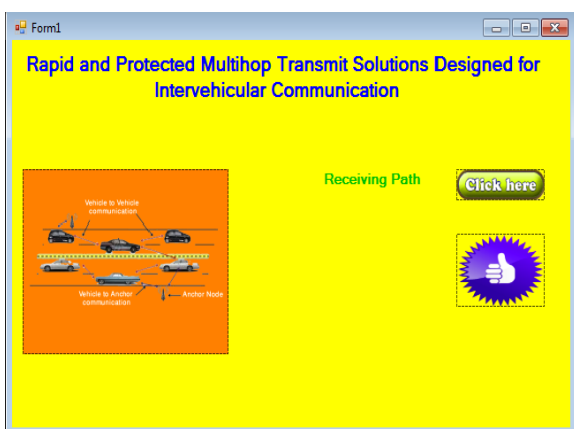 Form1
Rapid and Protected Multihop Transmit Solutions Designed for
Intervehicular Communication
Receiving Path
Click here
Vehicle to Vehicle
communication
Vehicle to Anchor
communication
Anchor Node